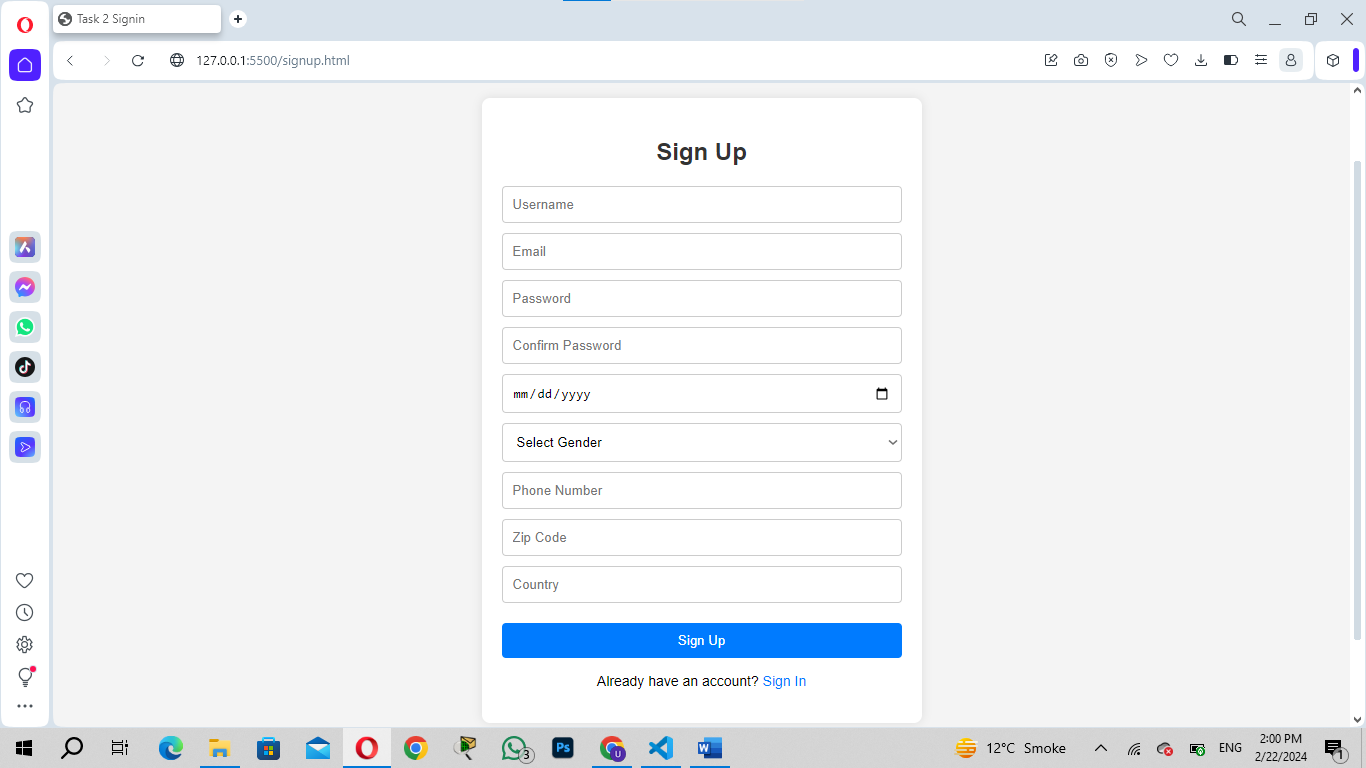 Task 2 Signin
127.0.0.1:5500/signup.html
Sign Up
Username
Email
Password
Confirm Password
mm/dd/yyyy
Select Gender
Phone Number
Zip Code
Country
Sign Up
Already have an account? Sign In
3
Ps
U
W
12°C Smoke
ENG
2:00 PM
2/22/2024
1